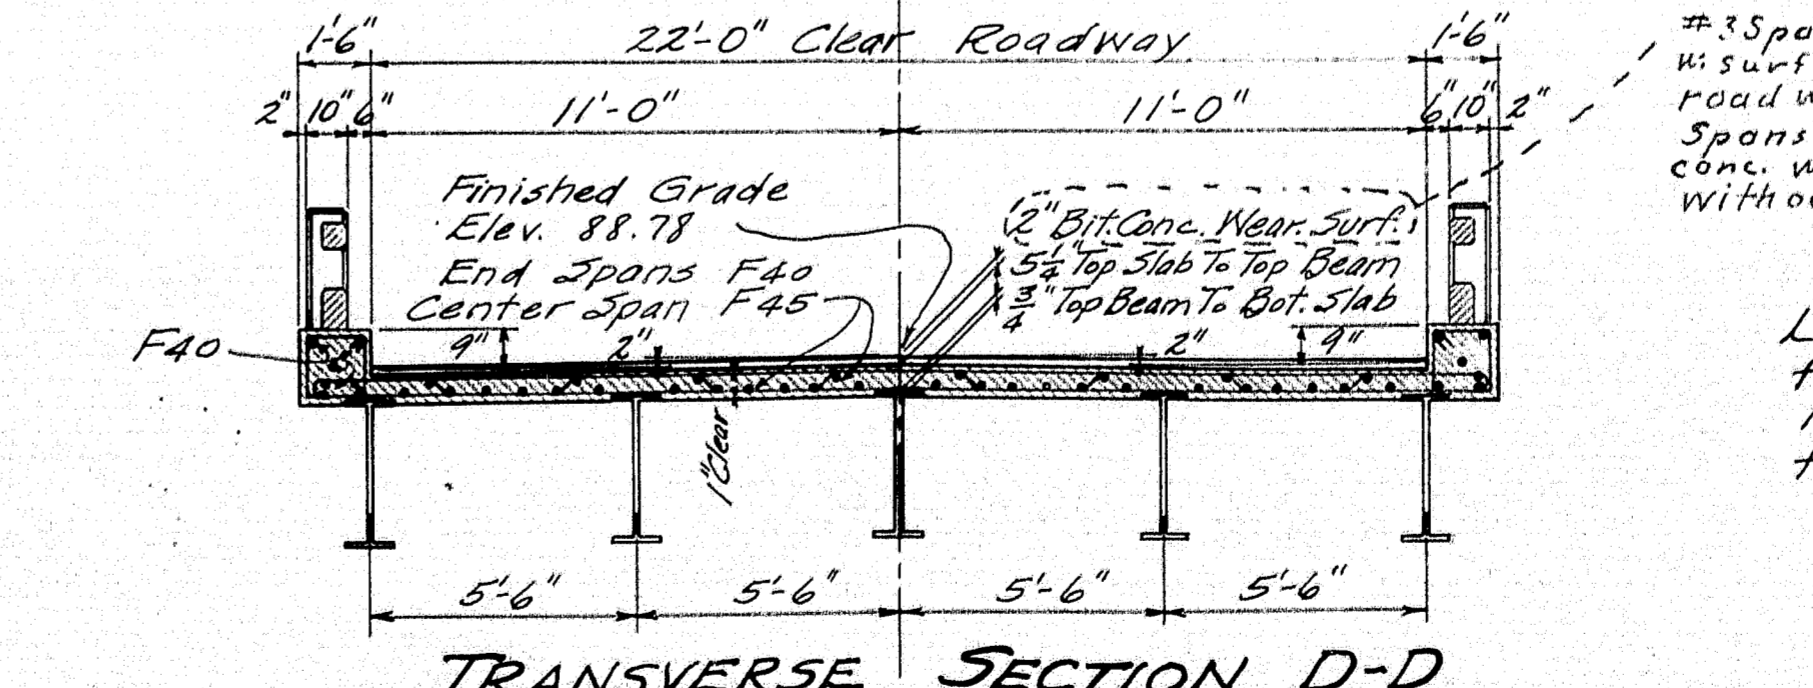 1'-6" 22'-0" Clear Roadway 1'-6"
2" 10" 6" 11'-0" 11'-0" 6" 10" 2"
#3
w: surf
road
Spans
conc.
Finished Grade
Elev. 88.78
End Spans F40
Center Span F45
2" Bit. Conc. Wear. Surf.
5 1/4" Top Slab To Top Beam
3/4" Top Beam To Bot. Slab
F40
9" 2" 2" 9"
1" Clear
5'-6" 5'-6" 5'-6" 5'-6"
TRANSVERSE SECTION D-D